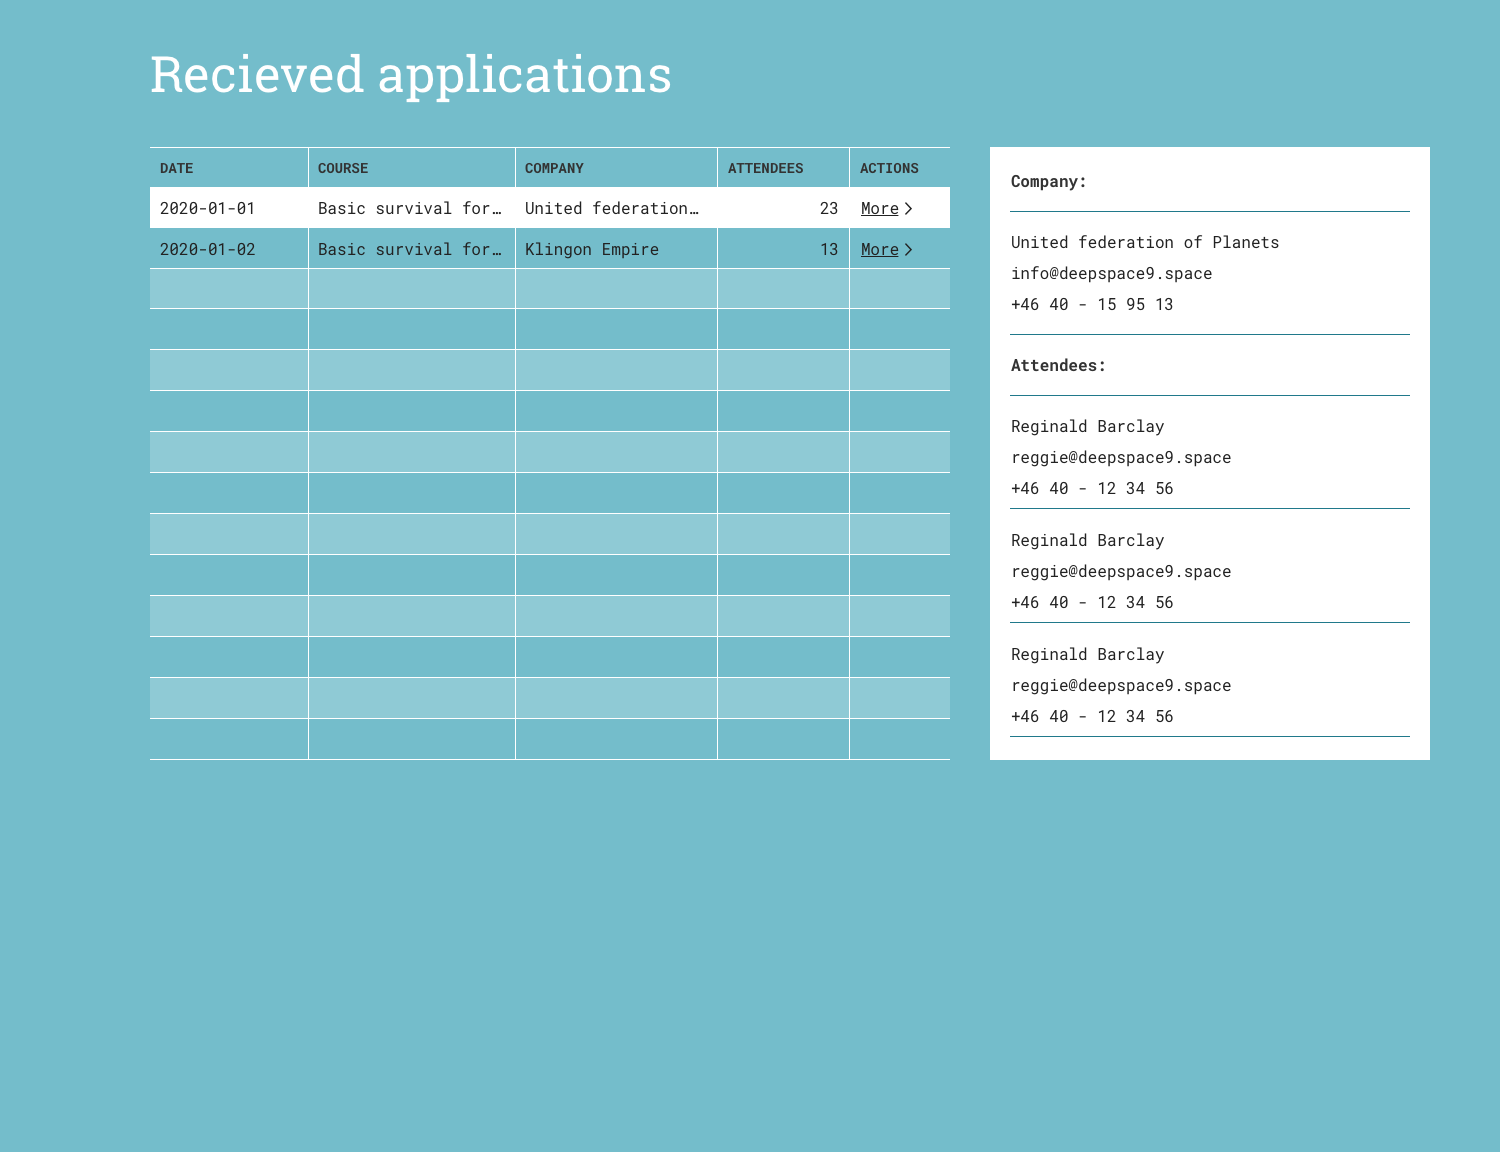 Recieved applications
DATE COURSE COMPANY ATTENDEES ACTIONS
2020-01-01 Basic survival for… United federation… 23 More
2020-01-02 Basic survival for… Klingon Empire 13 More
Company:
United federation of Planets
info@deepspace9.space
+46 40 - 15 95 13
Attendees:
Reginald Barclay
reggie@deepspace9.space
+46 40 - 12 34 56
Reginald Barclay
reggie@deepspace9.space
+46 40 - 12 34 56
Reginald Barclay
reggie@deepspace9.space
+46 40 - 12 34 56